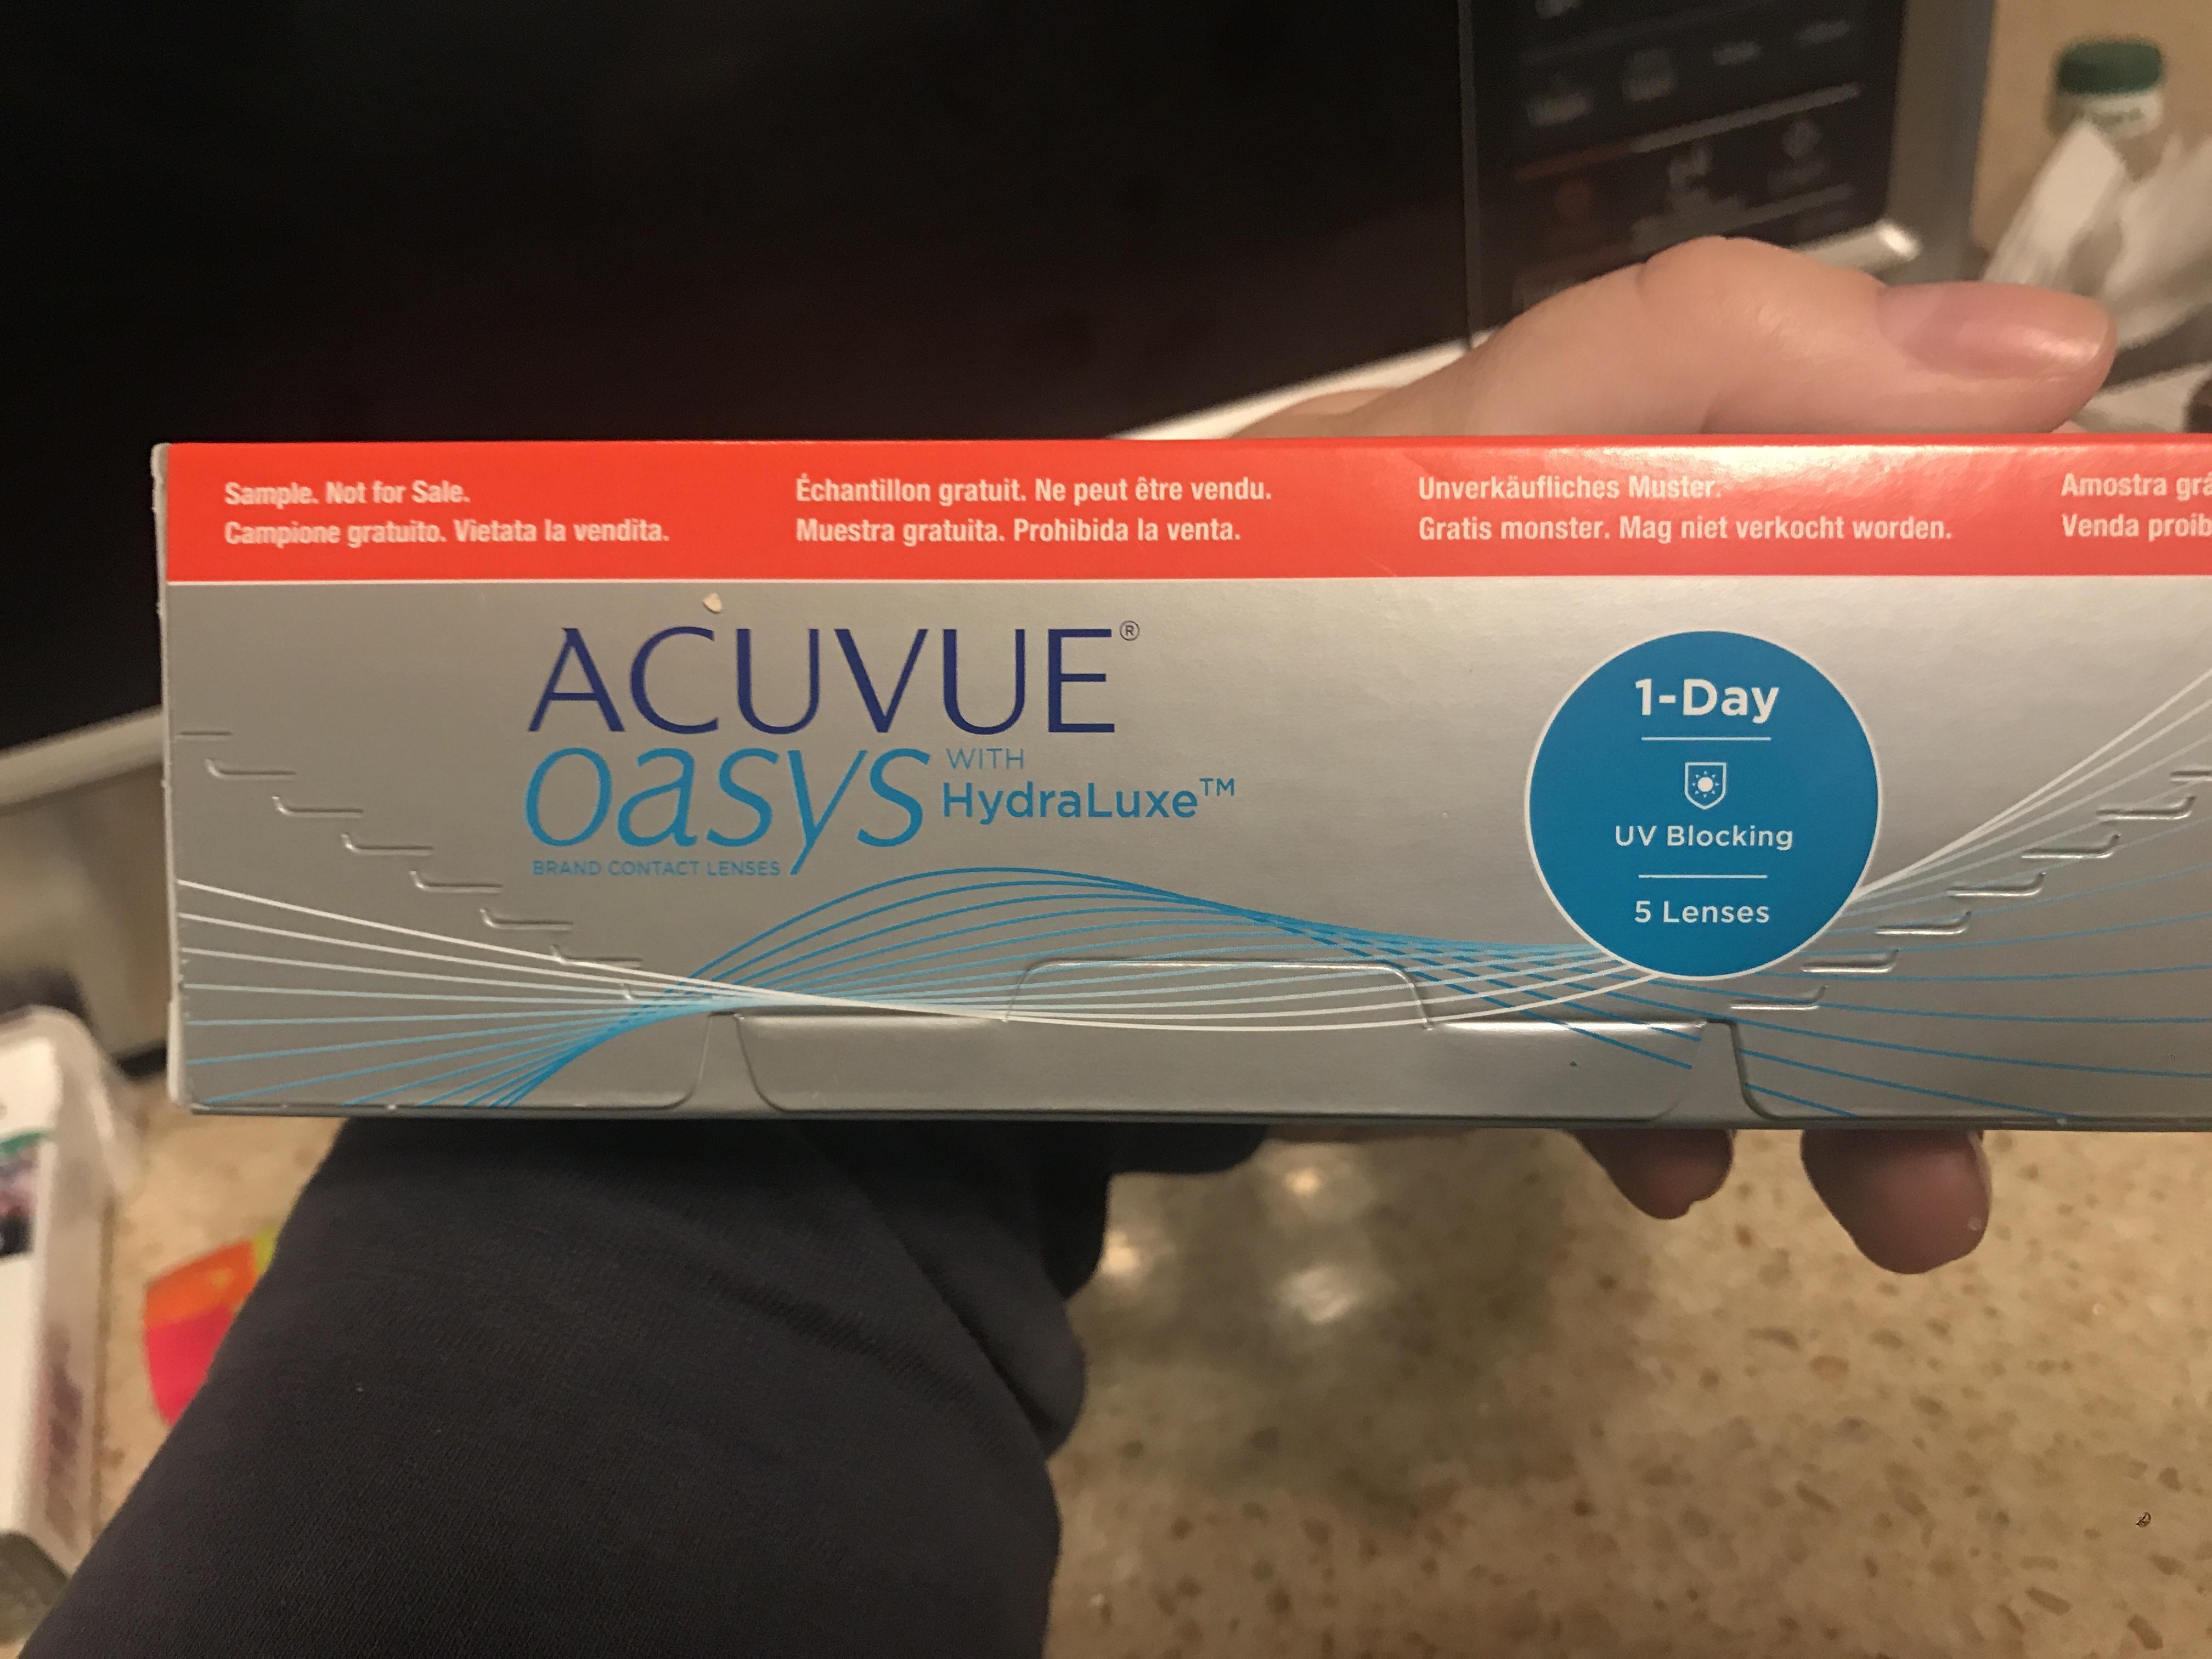 Sample. Not for Sale.
Campione gratuito. Vietata la vendita.
Échantillon gratuit. Ne peut être vendu.
Muestra gratuita. Prohibida la venta.
Unverkäufliches Muster.
Gratis monster. Mag niet verkocht worden.
Amostra
Venda
ACUVUE®
oasys WITH
HydraLuxe™
BRAND CONTACT LENSES
1-Day
UV Blocking
5 Lenses